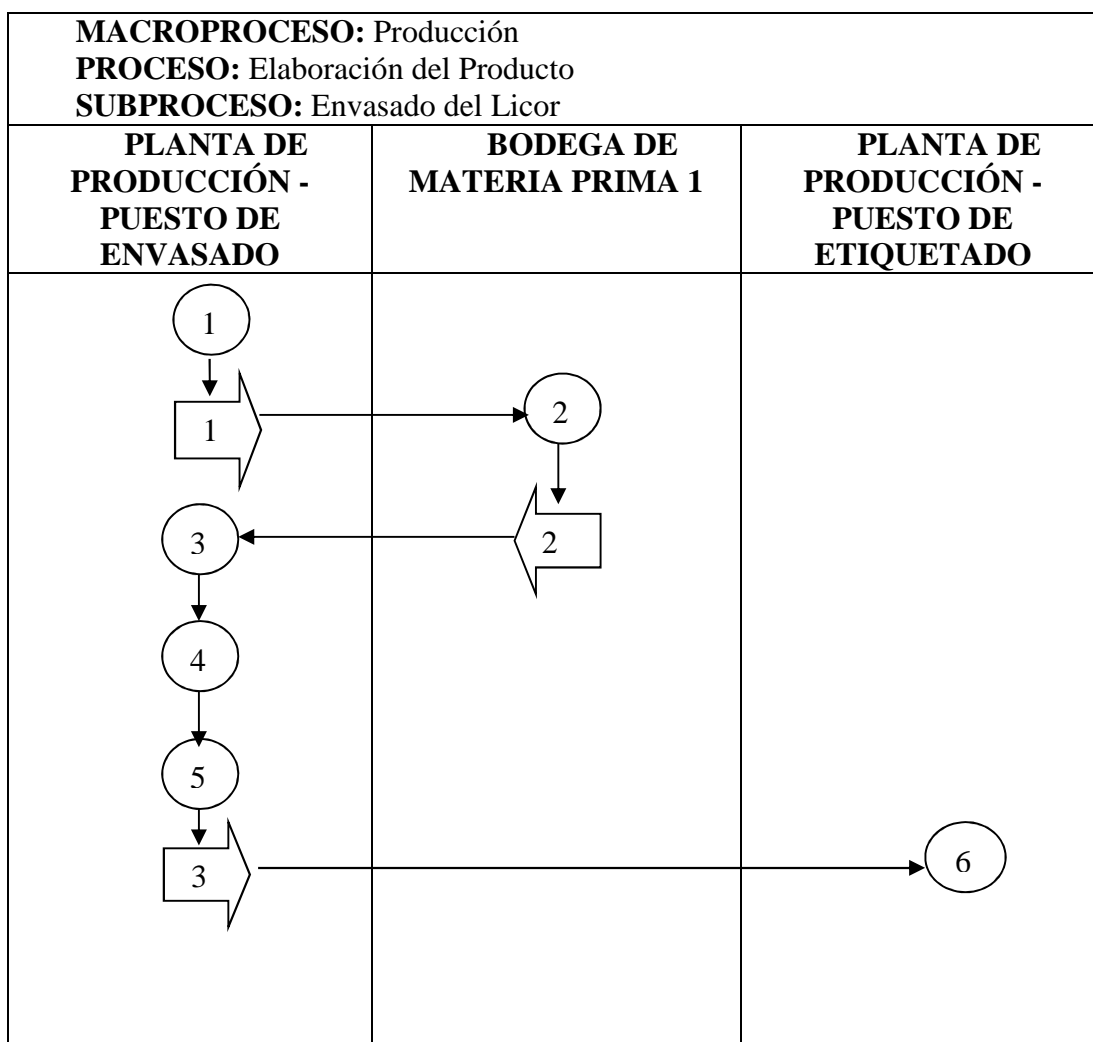 MACROPROCESO: Producción
PROCESO: Elaboración del Producto
SUBPROCESO: Envasado del Licor
PLANTA DE
PRODUCCIÓN -
PUESTO DE
ENVASADO
BODEGA DE
MATERIA PRIMA 1
PLANTA DE
PRODUCCIÓN -
PUESTO DE
ETIQUETADO
1
1
2
2
3
4
5
3
6